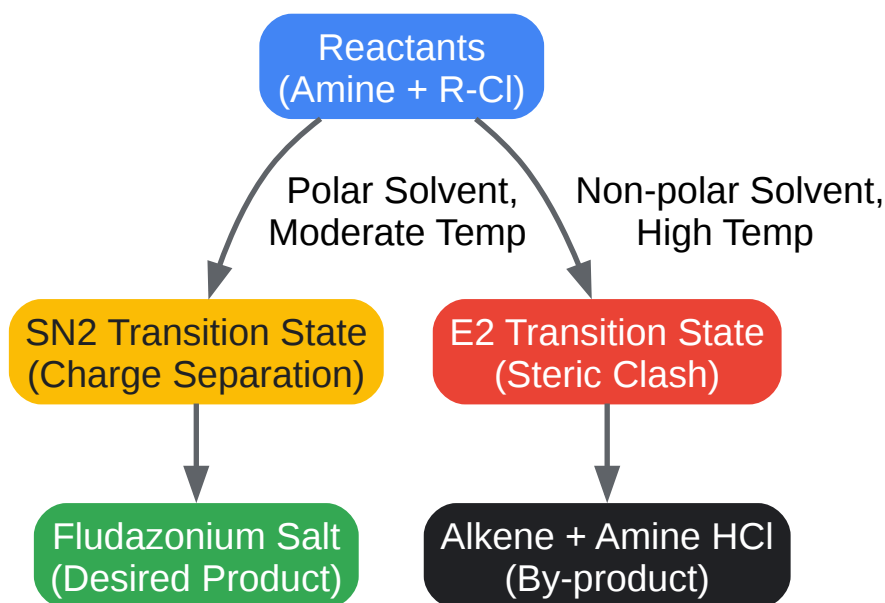 Reactants
(Amine + R-Cl)
Polar Solvent,
Moderate Temp
Non-polar Solvent,
High Temp
SN2 Transition State
(Charge Separation)
E2 Transition State
(Steric Clash)
Fludazonium Salt
(Desired Product)
Alkene + Amine HCl
(By-product)